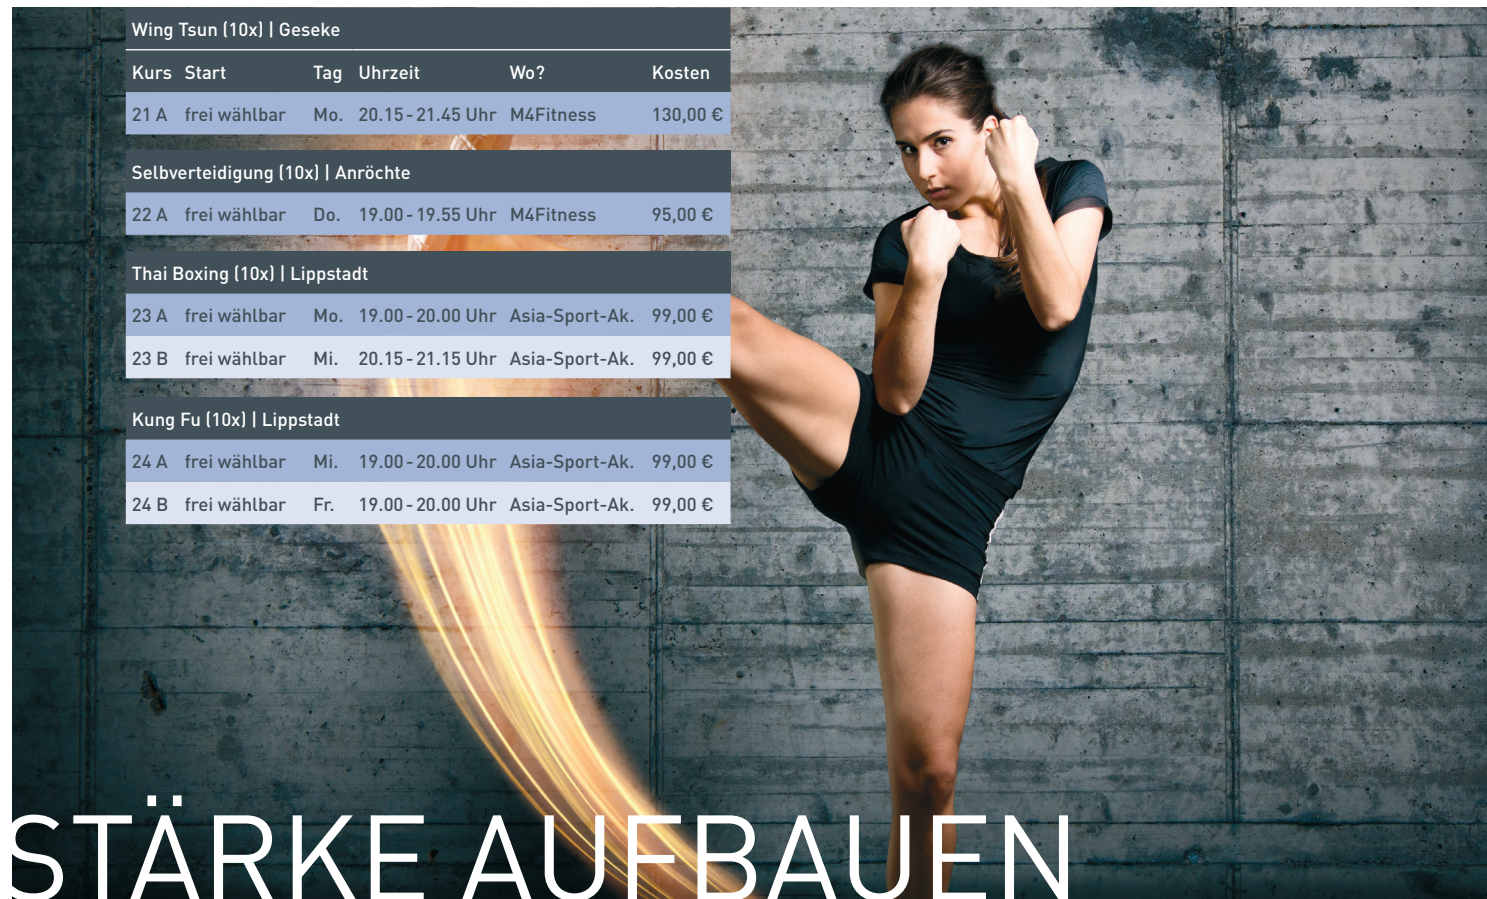 Wing Tsun (10x) | Geseke
Kurs Start Tag Uhrzeit Wo? Kosten
21 A frei wählbar Mo. 20.15 - 21.45 Uhr M4Fitness 130,00 €
Selbverteidigung (10x) | Anröchte
22 A frei wählbar Do. 19.00 - 19.55 Uhr M4Fitness 95,00 €
Thai Boxing (10x) | Lippstadt
23 A frei wählbar Mo. 19.00 - 20.00 Uhr Asia-Sport-Ak. 99,00 €
23 B frei wählbar Mi. 20.15 - 21.15 Uhr Asia-Sport-Ak. 99,00 €
Kung Fu (10x) | Lippstadt
24 A frei wählbar Mi. 19.00 - 20.00 Uhr Asia-Sport-Ak. 99,00 €
24 B frei wählbar Fr. 19.00 - 20.00 Uhr Asia-Sport-Ak. 99,00 €
STÄRKE AUFBAUEN